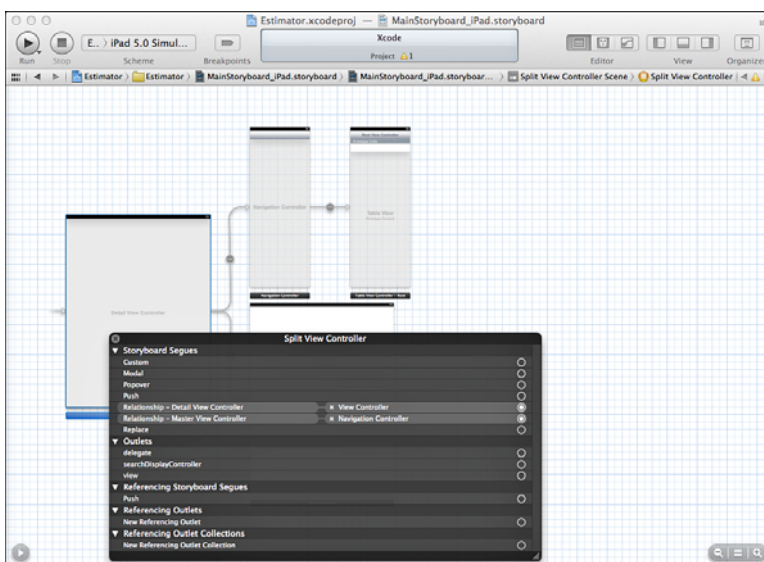 Estimator.xcodeproj — MainStoryboard_iPad.storyboard
E.. › iPad 5.0 Simul...
Xcode
Project 1
Run Stop Scheme Breakpoints Editor View Organizer
Estimator › Estimator › MainStoryboard_iPad.storyboard › MainStoryboard_iPad.storyboar... › Split View Controller Scene › Split View Controller
Navigation Controller
Table View
Detail View Controller
Navigation Controller
Split View Controller
▼ Storyboard Segues
Custom
Modal
Popover
Push
Relationship - Detail View Controller × View Controller
Relationship - Master View Controller × Navigation Controller
Replace
▼ Outlets
delegate
searchDisplayController
view
▼ Referencing Storyboard Segues
Push
▼ Referencing Outlets
New Referencing Outlet
▼ Referencing Outlet Collections
New Referencing Outlet Collection